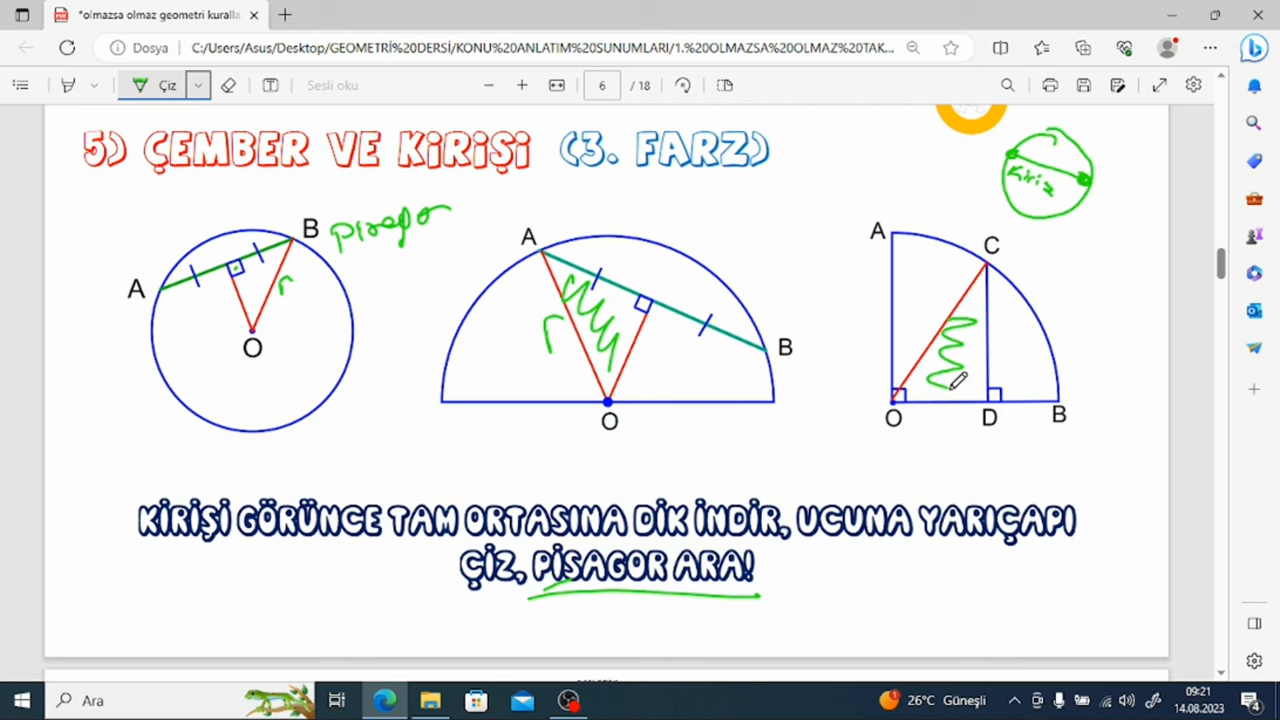 *olmazsa olmaz geometri kuralla
Dosya
C:/Users/Asus/Desktop/GEOMETRİ%20DERSİ/KONU%20ANLATIM%20SUNUMLARI/1.%20OLMAZSA%20OLMAZ%20TAK...
Çiz
Sesli oku
6 / 18
5) ÇEMBER VE KİRİŞİ (3. FARZ)
kiriş
B pisagor
A
r
O
A
r
B
O
A
C
O
D
B
KİRİŞİ GÖRÜNCE TAM ORTASINA DİK İNDİR, UCUNA YARIÇAPI
ÇİZ, PİSAGOR ARA!
Ara
26°C Güneşli
09:21
14.08.2023
4